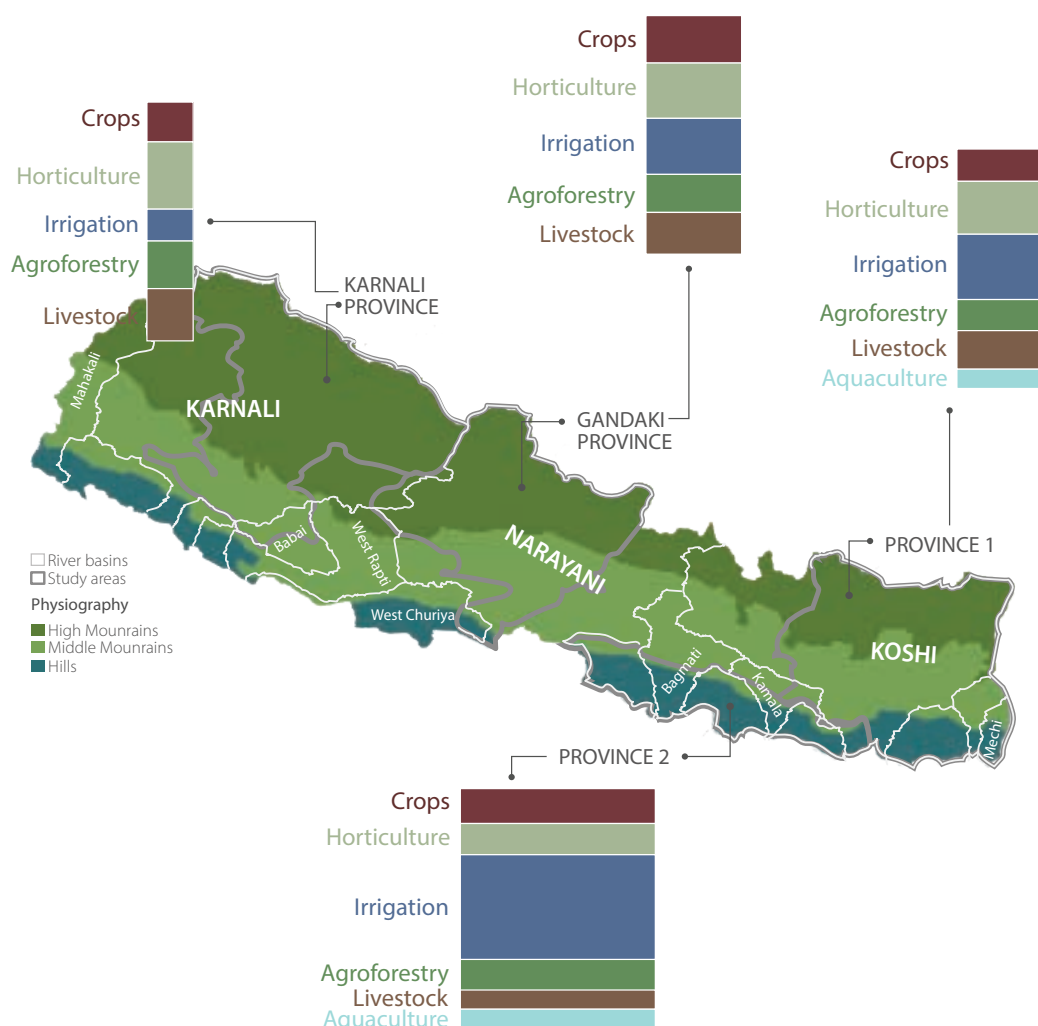 Crops
Horticulture
Irrigation
Agroforestry
Livestock
Crops
Horticulture
Irrigation
Agroforestry
Livestock
Crops
Horticulture
Irrigation
Agroforestry
Livestock
Aquaculture
KARNALI
PROVINCE
GANDAKI
PROVINCE
PROVINCE 1
Mahakali
KARNALI
Babai
West Rapti
West Churiya
NARAYANI
Bagmati
Kamala
KOSHI
Mechi
River basins
Study areas
Physiography
High Mounrains
Middle Mounrains
Hills
PROVINCE 2
Crops
Horticulture
Irrigation
Agroforestry
Livestock
Aquaculture